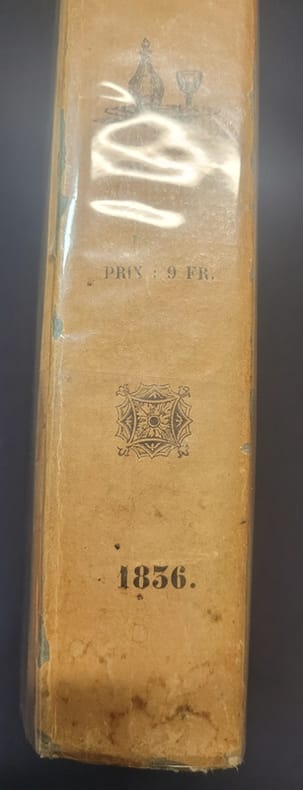 PRIX : 9 FR.
1836.